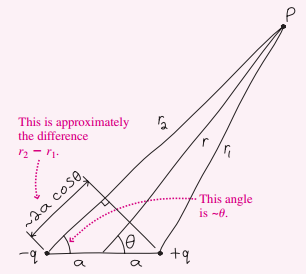 P
r₂
r
r₁
This is approximately
the difference
r₂ − r₁.
~2a cosθ
This angle
is ~θ.
θ
-q
a
a
+q